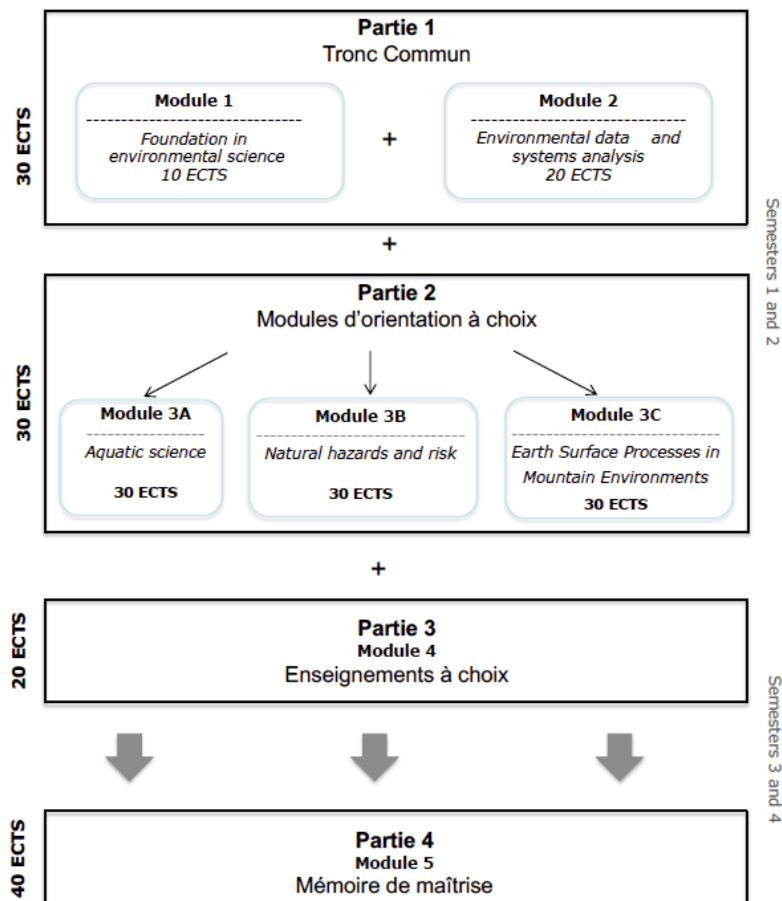 Partie 1
Tronc Commun
30 ECTS
Module 1
--------------------------------
Foundation in
environmental science
10 ECTS
+
Module 2
--------------------------------
Environmental data and
systems analysis
20 ECTS
+
Semesters 1 and 2
Partie 2
Modules d'orientation à choix
30 ECTS
Module 3A
------------------
Aquatic science
30 ECTS
Module 3B
--------------------------------
Natural hazards and risk
30 ECTS
Module 3C
--------------------------------
Earth Surface Processes in
Mountain Environments
30 ECTS
+
20 ECTS
Partie 3
Module 4
Enseignements à choix
Semesters 3 and 4
40 ECTS
Partie 4
Module 5
Mémoire de maîtrise